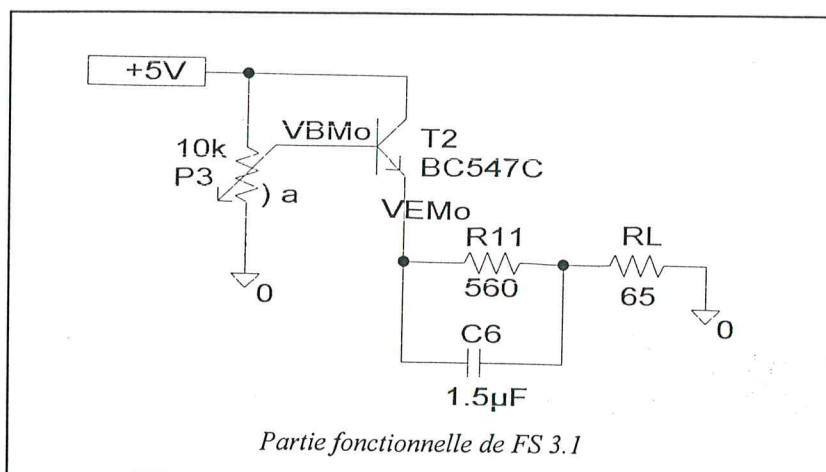 +5V
10k
P3
) a
0
VBMo
T2
BC547C
VEMo
R11
560
RL
65
0
C6
1.5µF
Partie fonctionnelle de FS 3.1